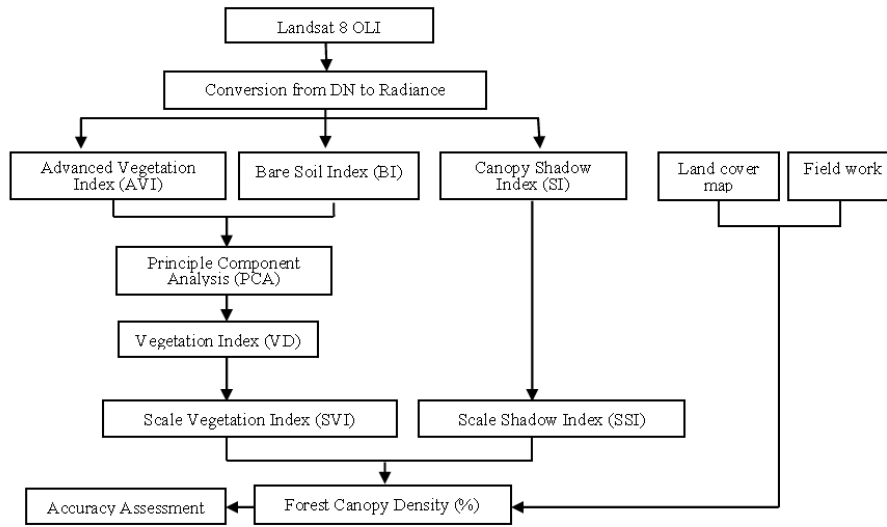 Landsat 8 OLI
Conversion from DN to Radiance
Advanced Vegetation
Index (AVI)
Bare Soil Index (BI)
Canopy Shadow
Index (SI)
Land cover
map
Field work
Principle Component
Analysis (PCA)
Vegetation Index (VD)
Scale Vegetation Index (SVI)
Scale Shadow Index (SSI)
Accuracy Assessment
Forest Canopy Density (%)